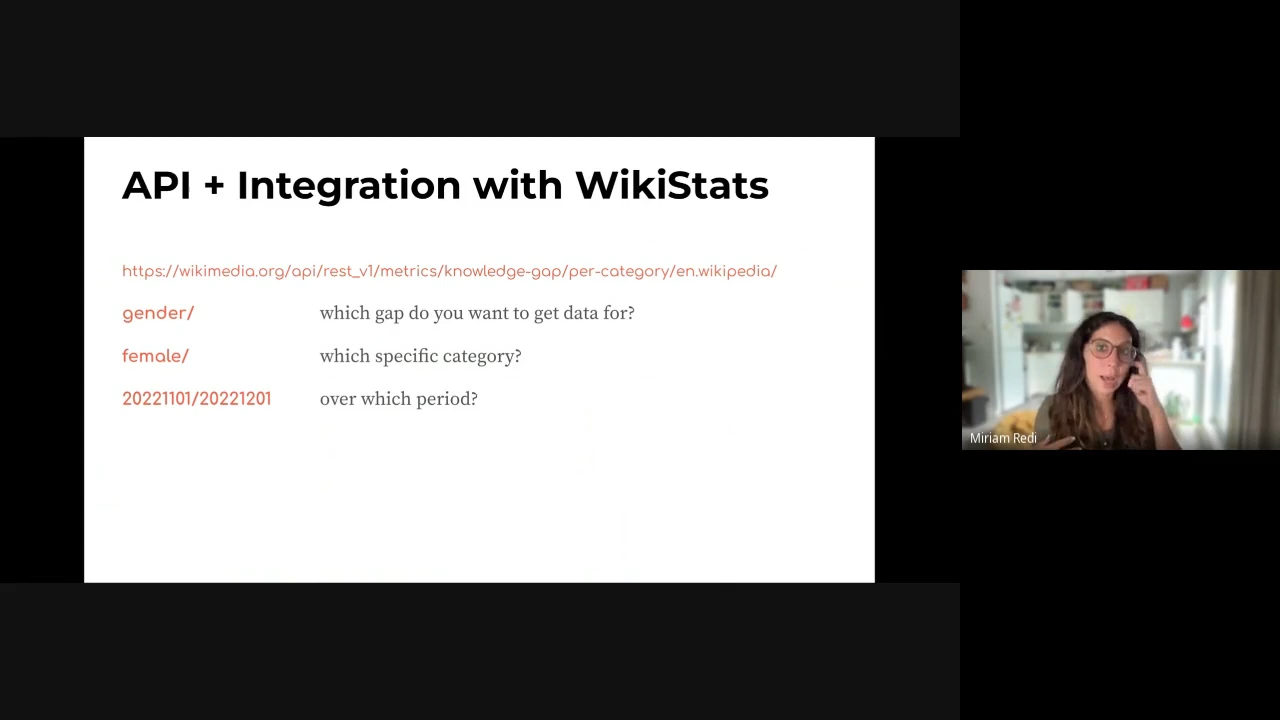 API + Integration with WikiStats
https://wikimedia.org/api/rest_v1/metrics/knowledge-gap/per-category/en.wikipedia/
gender/ which gap do you want to get data for?
female/ which specific category?
20221101/20221201 over which period?
Miriam Redi